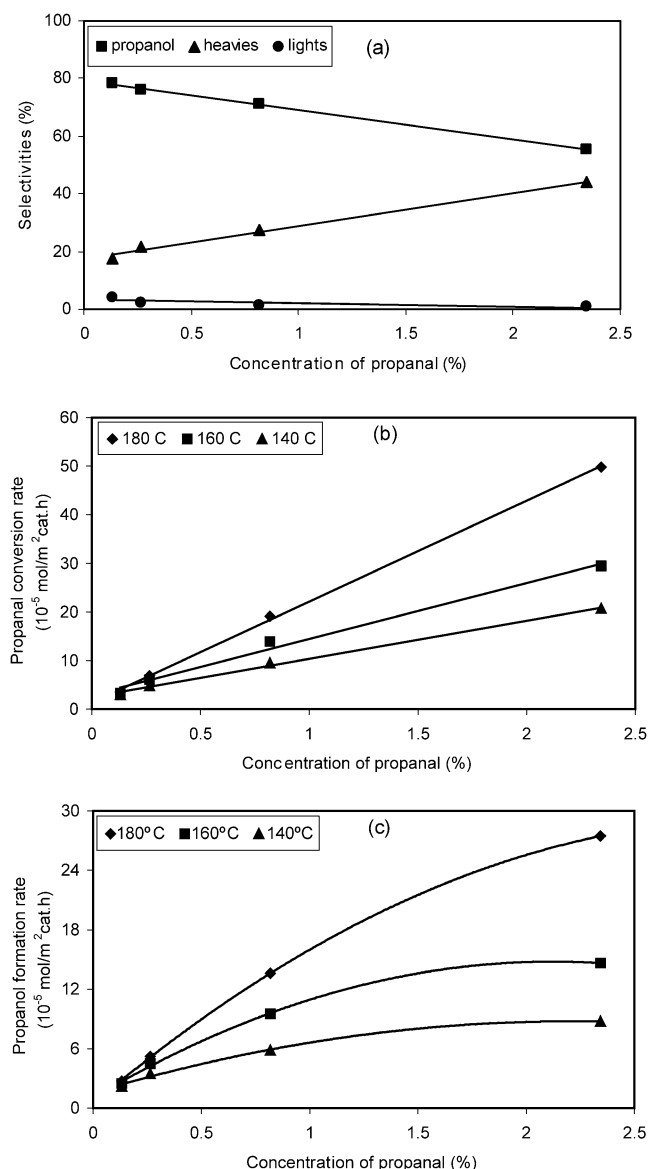 100
80
60
40
20
0
Selectivities (%)
propanol heavies lights
(a)
0 0.5 1 1.5 2 2.5
Concentration of propanal (%)
60
50
40
30
20
10
0
Propanal conversion rate
(10-5 mol/m 2cat.h)
180 C 160 C 140 C
(b)
0 0.5 1 1.5 2 2.5
Concentration of propanal (%)
30
24
18
12
6
0
Propanol formation rate
(10-5 mol/m 2cat.h)
180ºC 160ºC 140ºC
(c)
0 0.5 1 1.5 2 2.5
Concentration of propanal (%)